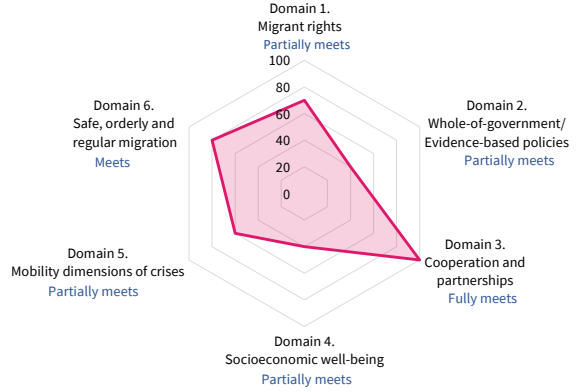 Domain 1.
Migrant rights
Partially meets
100
80
60
40
20
0
Domain 6.
Safe, orderly and
regular migration
Meets
Domain 2.
Whole-of-government/
Evidence-based policies
Partially meets
Domain 5.
Mobility dimensions of crises
Partially meets
Domain 3.
Cooperation and
partnerships
Fully meets
Domain 4.
Socioeconomic well-being
Partially meets